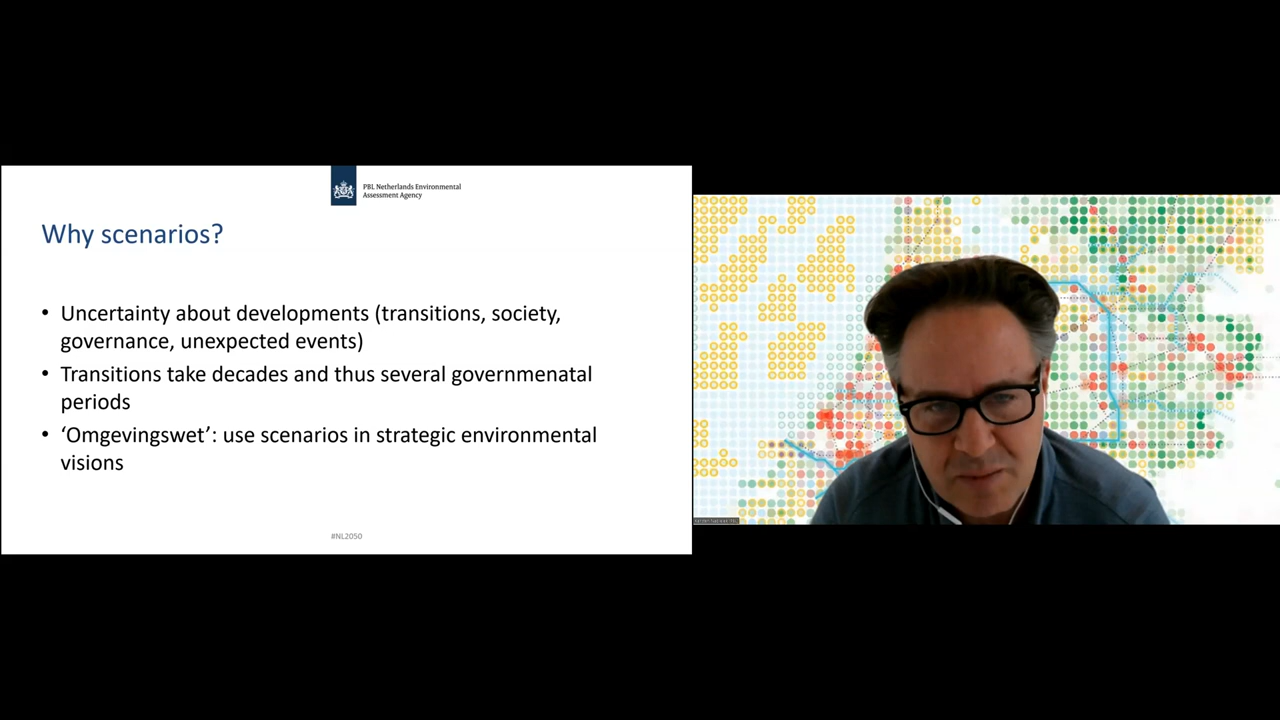 PBL Netherlands Environmental
Assessment Agency
Why scenarios?
• Uncertainty about developments (transitions, society,
governance, unexpected events)
• Transitions take decades and thus several governmenatal
periods
• ‘Omgevingswet’: use scenarios in strategic environmental
visions
#NL2050